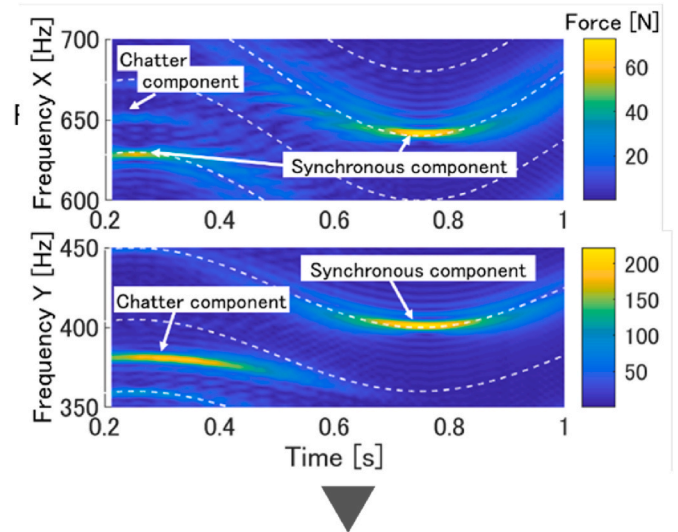 Force [N]
Frequency X [Hz]
700
650
600
Chatter
component
Synchronous component
60
40
20
0.2
0.4
0.6
0.8
1
Frequency Y [Hz]
450
400
350
Synchronous component
Chatter component
200
150
100
50
0.2
0.4
0.6
0.8
1
Time [s]